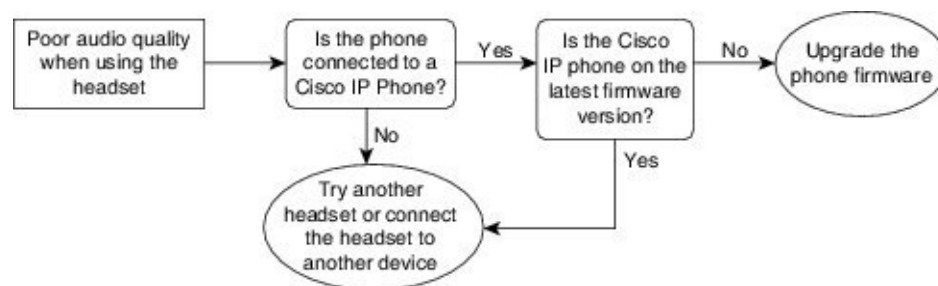 Poor audio quality
when using the
headset
Is the phone
connected to a
Cisco IP Phone?
Yes
Is the Cisco
IP phone on the
latest firmware
version?
No
Upgrade the
phone firmware
No
Yes
Try another
headset or connect
the headset to
another device